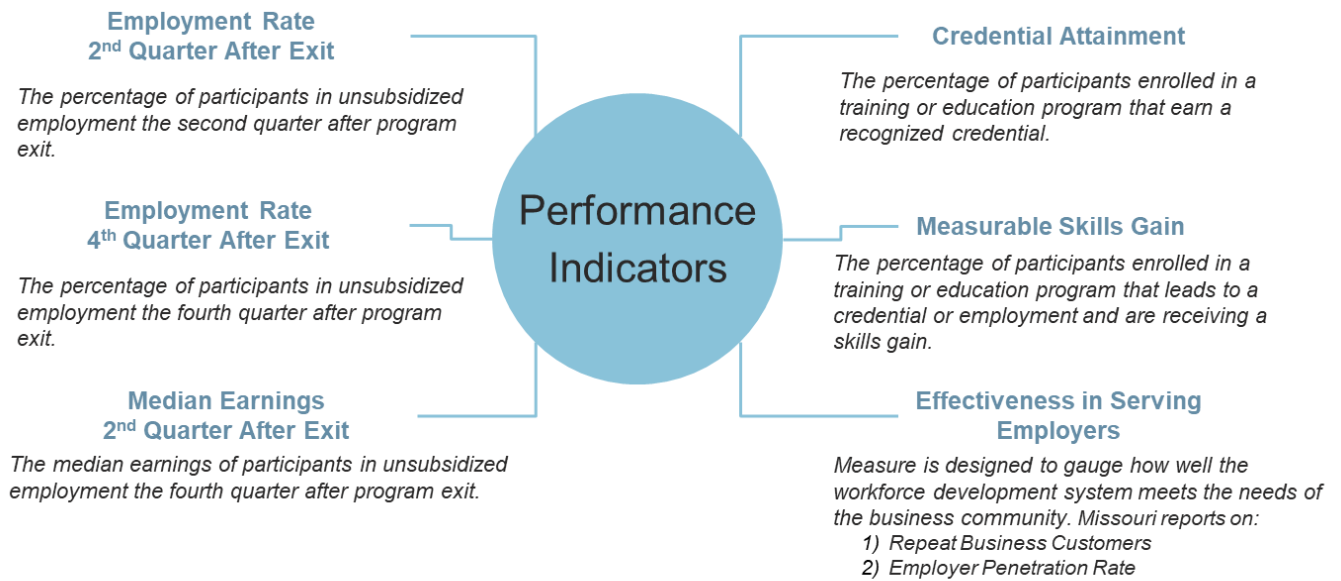 Employment Rate
2nd Quarter After Exit
The percentage of participants in unsubsidized
employment the second quarter after program
exit.
Employment Rate
4th Quarter After Exit
The percentage of participants in unsubsidized
employment the fourth quarter after program
exit.
Median Earnings
2nd Quarter After Exit
The median earnings of participants in unsubsidized
employment the fourth quarter after program exit.
Performance
Indicators
Credential Attainment
The percentage of participants enrolled in a
training or education program that earn a
recognized credential.
Measurable Skills Gain
The percentage of participants enrolled in a
training or education program that leads to a
credential or employment and are receiving a
skills gain.
Effectiveness in Serving
Employers
Measure is designed to gauge how well the
workforce development system meets the needs of
the business community. Missouri reports on:
1) Repeat Business Customers
2) Employer Penetration Rate